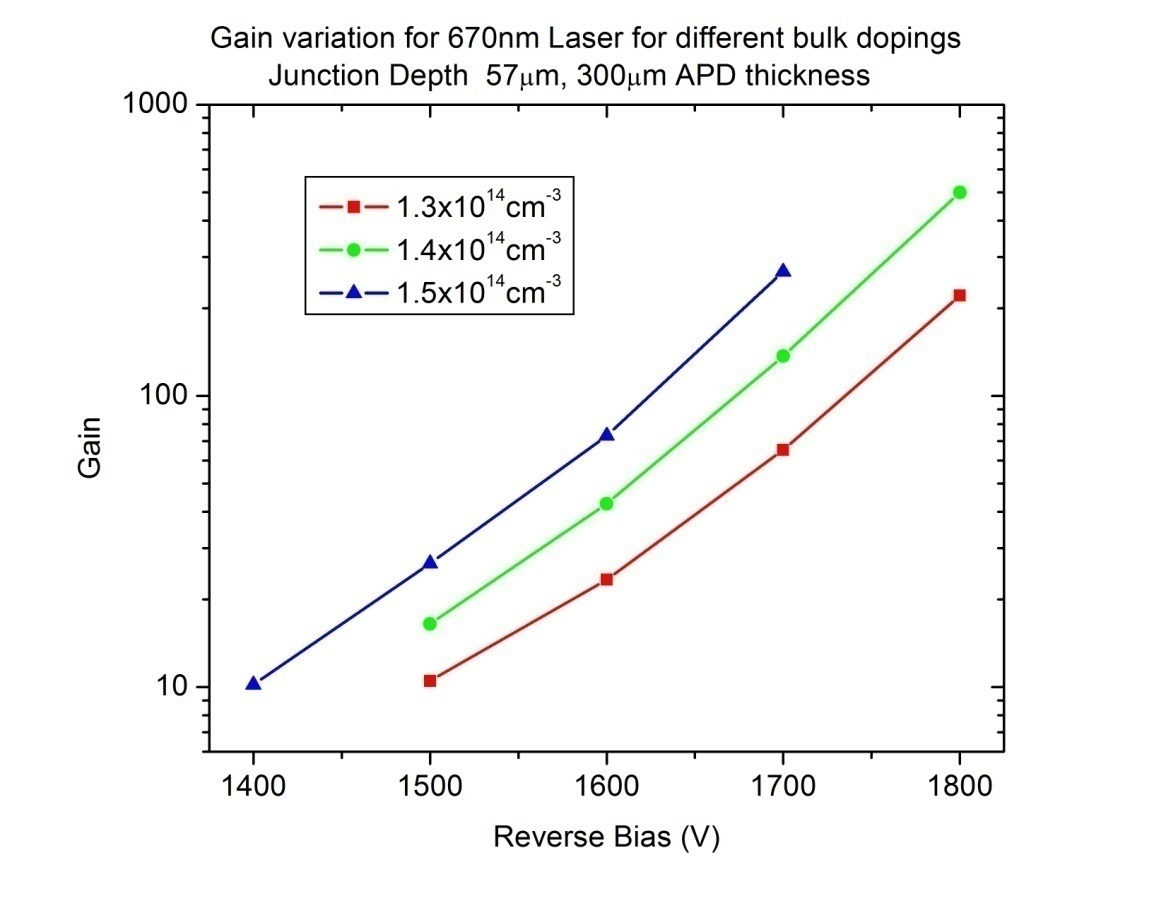 Gain variation for 670nm Laser for different bulk dopings
Junction Depth 57μm, 300μm APD thickness
1000
1.3x10¹⁴cm⁻³
1.4x10¹⁴cm⁻³
1.5x10¹⁴cm⁻³
100
Gain
10
1400 1500 1600 1700 1800
Reverse Bias (V)